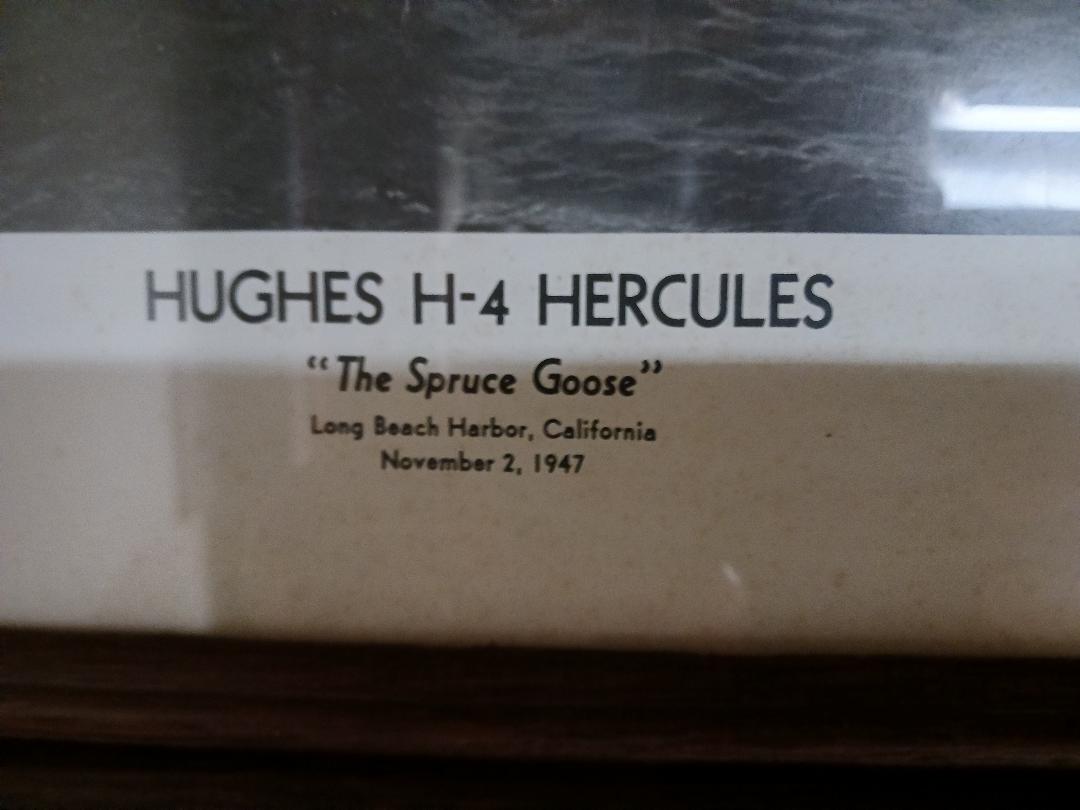 HUGHES H-4 HERCULES
“The Spruce Goose”
Long Beach Harbor, California
November 2, 1947